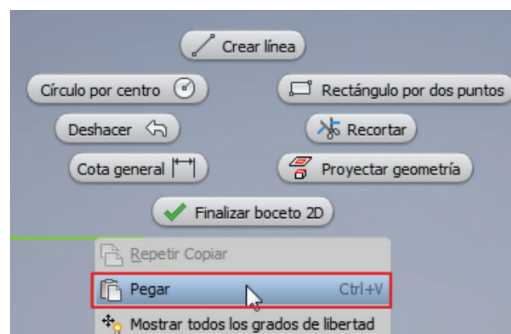 Crear línea
Círculo por centro
Rectángulo por dos puntos
Deshacer
Recortar
Cota general
Proyectar geometría
Finalizar boceto 2D
Repetir Copiar
Pegar Ctrl+V
Mostrar todos los grados de libertad